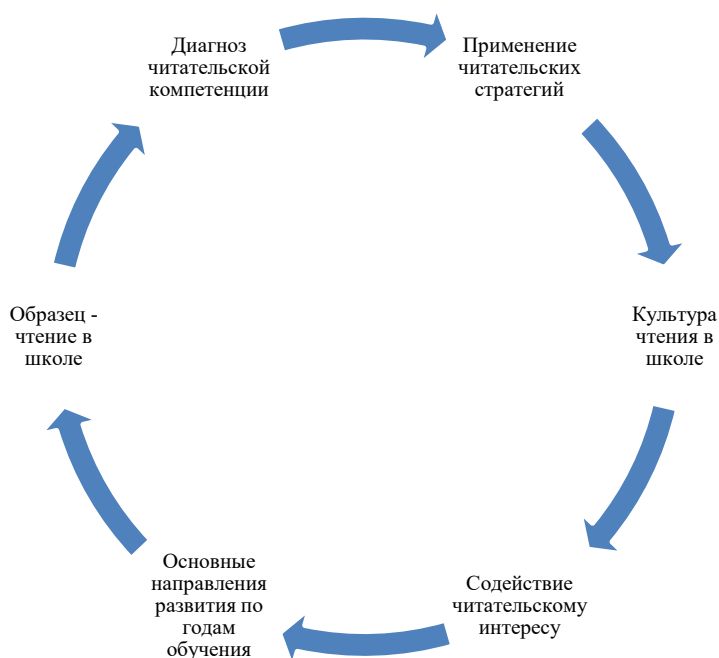 Диагноз
читательской
компетенции
Применение
читательских
стратегий
Культура
чтения в
школе
Содействие
читательскому
интересу
Основные
направления
развития по
годам
обучения
Образец -
чтение в
школе